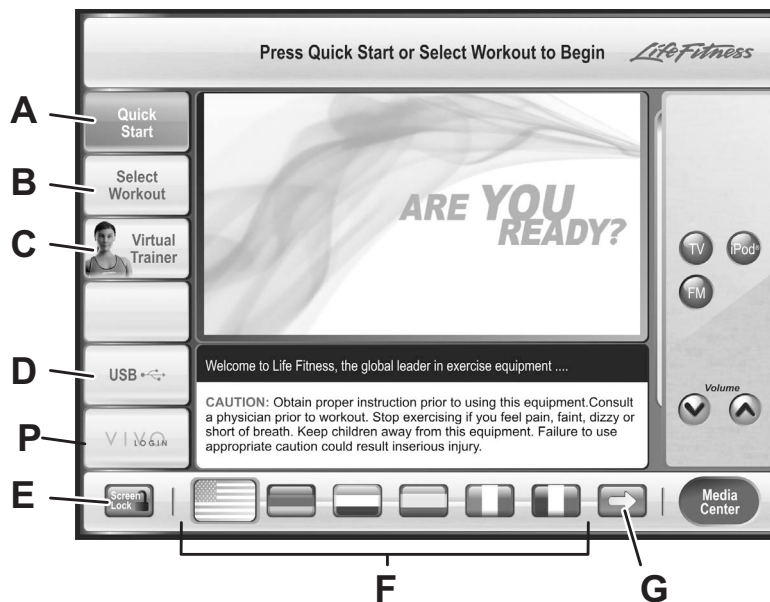 Press Quick Start or Select Workout to Begin
LifeFitness
A
Quick
Start
B
Select
Workout
C
Virtual
Trainer
ARE YOU
READY?
TV
iPod®
FM
D
USB
Welcome to Life Fitness, the global leader in exercise equipment ....
CAUTION: Obtain proper instruction prior to using this equipment.Consult
a physician prior to workout. Stop exercising if you feel pain, faint, dizzy or
short of breath. Keep children away from this equipment. Failure to use
appropriate caution could result inserious injury.
Volume
P
VIVO
LOGIN
E
Screen
Lock
Media
Center
F
G